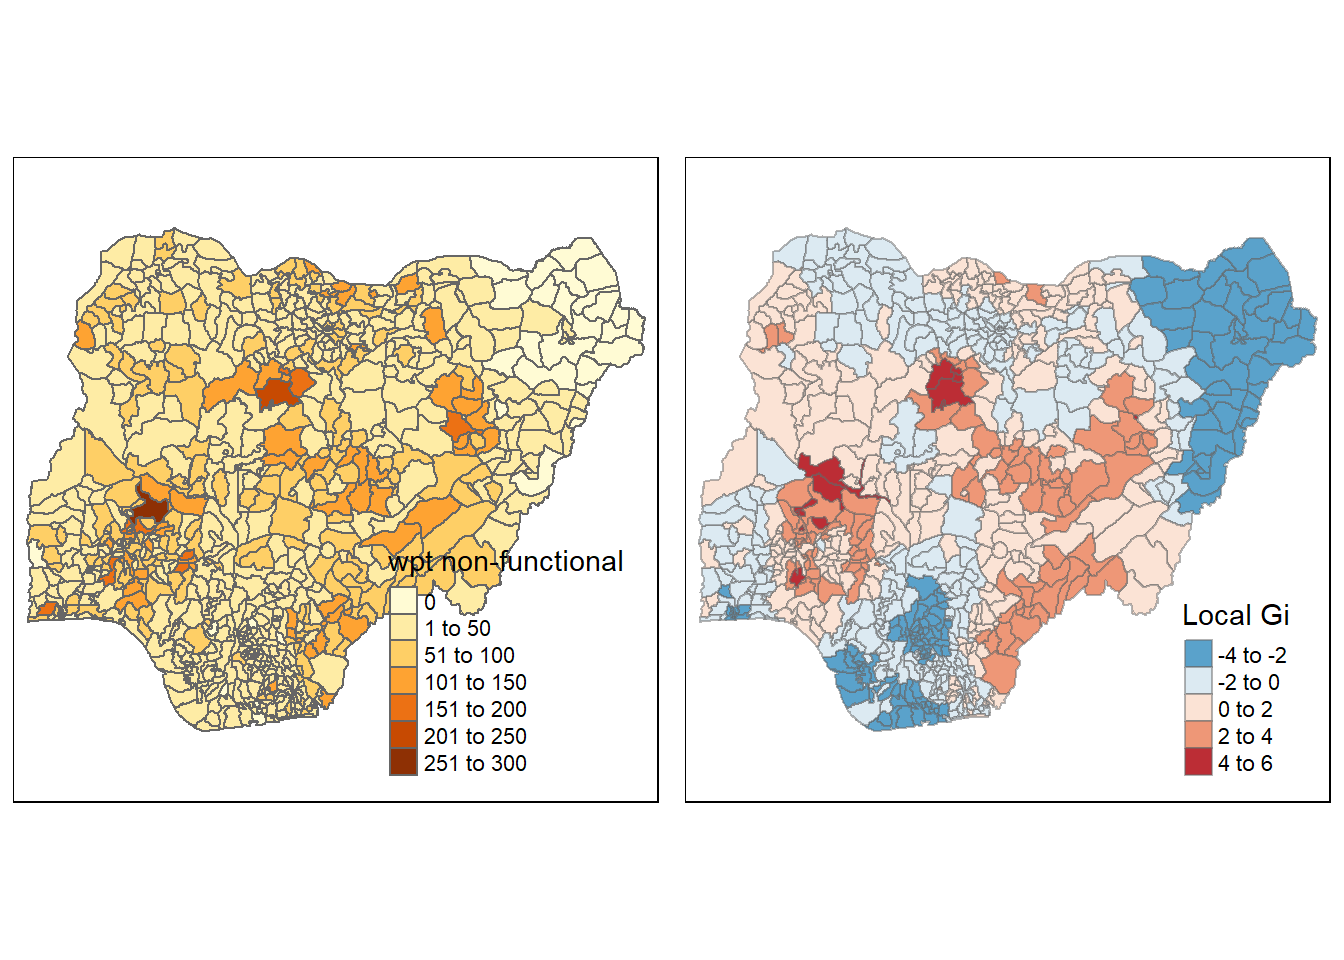 wpt non-functional
0
1 to 50
51 to 100
101 to 150
151 to 200
201 to 250
251 to 300
Local Gi
-4 to -2
-2 to 0
0 to 2
2 to 4
4 to 6